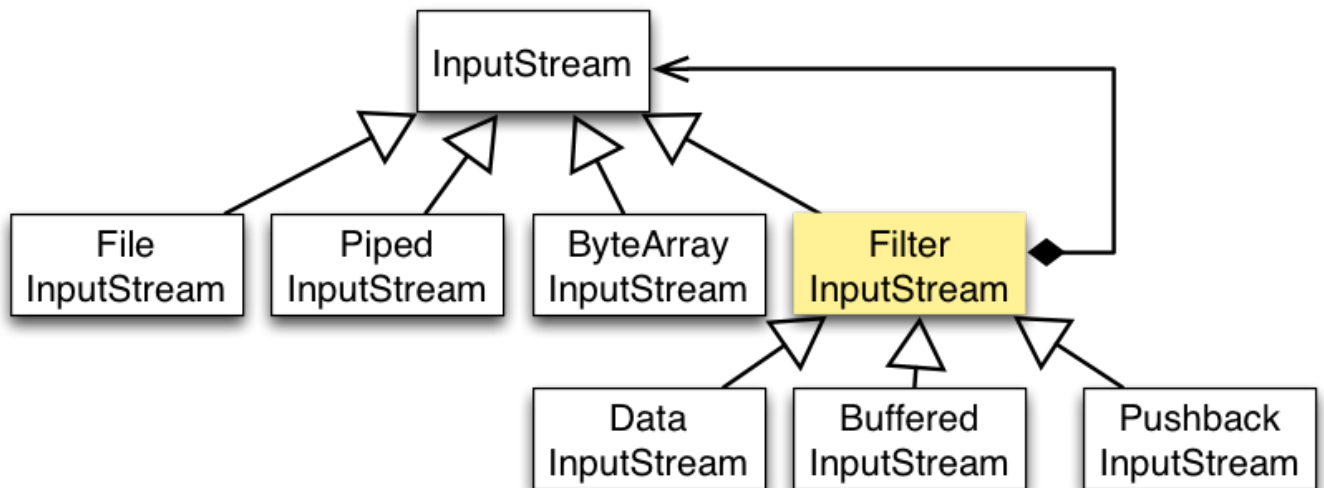 InputStream
File
InputStream
Piped
InputStream
ByteArray
InputStream
Filter
InputStream
Data
InputStream
Buffered
InputStream
Pushback
InputStream